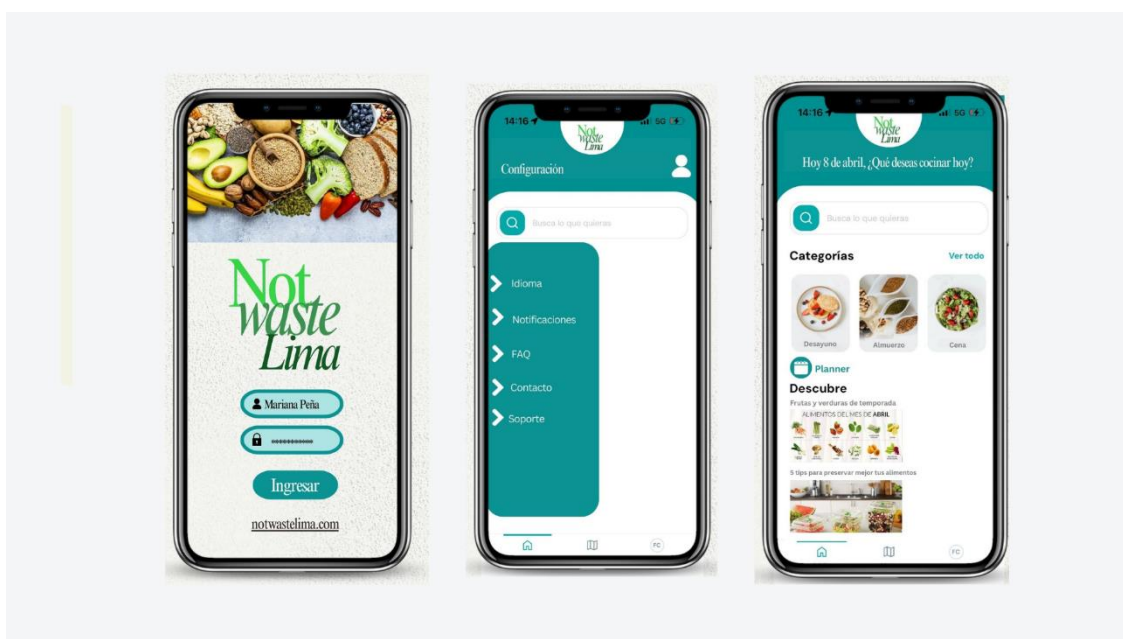 Not
waste
Lima
Mariana Peña
************
Ingresar
notwastelima.com
14:16
5G
Not
waste
Lima
Configuración
Busca lo que quieras
Idioma
Notificaciones
FAQ
Contacto
Soporte
FC
14:16
5G
Not
waste
Lima
Hoy 8 de abril, ¿Qué deseas cocinar hoy?
Busca lo que quieras
Categorías
Ver todo
Desayuno
Almuerzo
Cena
Planner
Descubre
Frutas y verduras de temporada
ALIMENTOS DEL MES DE ABRIL
5 tips para preservar mejor tus alimentos
FC